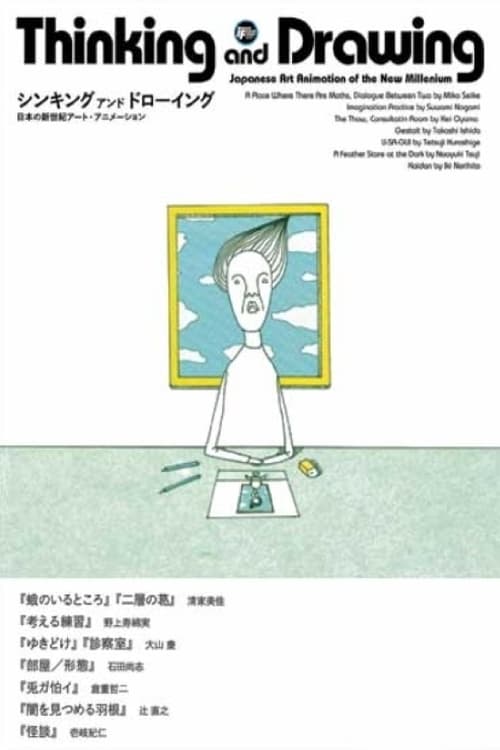 Thinking and Drawing
Japanese Art Animation of the New Millenium
シンキング アンド ドローイング
日本の新世紀アート・アニメーション
A Place Where There Are Moths, Dialogue Between Two by Mika Seike
Imagination Practice by Suwami Nogami
The Thaw, Consultatin Room by Kei Oyama
Gestalt by Takashi Ishida
U-SA-GUI by Tetsuji Kurashige
A Feather Stare at the Dark by Naoyuki Tsuji
Kaidan by Iki Norihito
『蛾のいるところ』『二層の葛』 清家美佳
『考える練習』 野上寿綿実
『ゆきどけ』『診察室』 大山 慶
『部屋／形態』 石田尚志
『兎ガ怕イ』 倉重哲二
『闇を見つめる羽根』 辻 直之
『怪談』 壱岐紀仁